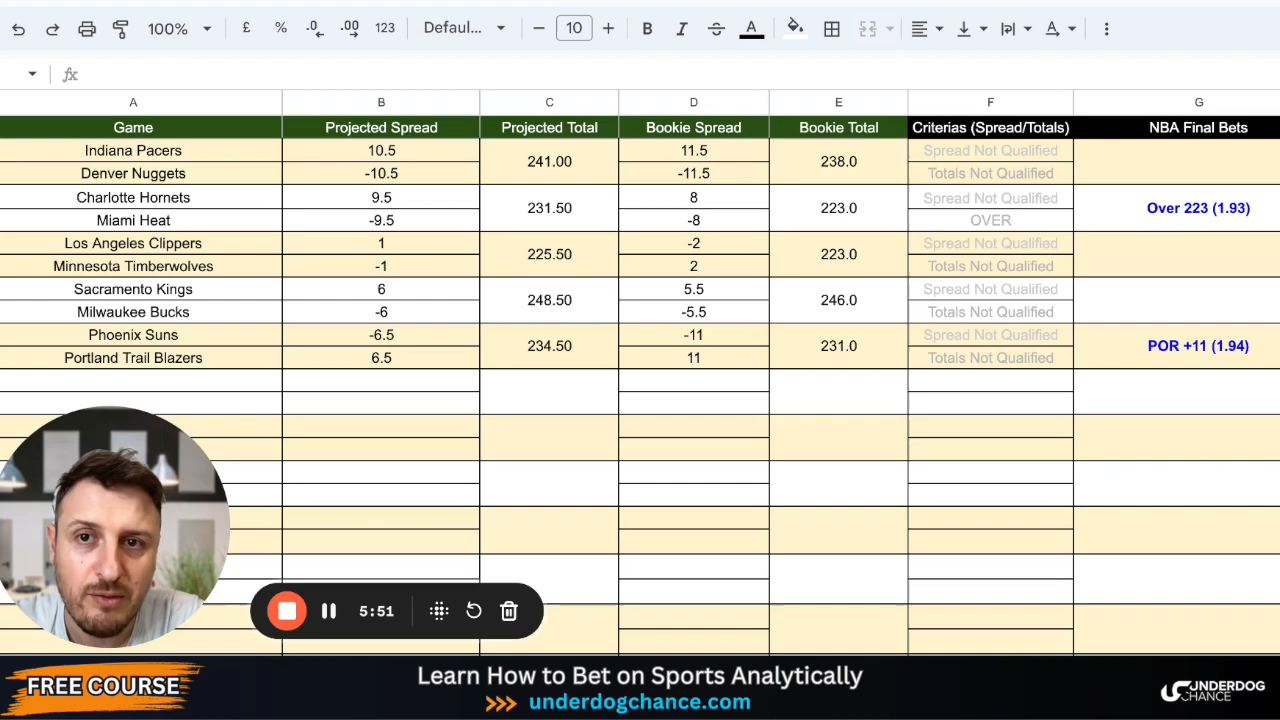 100% £ % .0 .00 123 Defaul... 10 B I A A
fx
A B C D E F G
Game Projected Spread Projected Total Bookie Spread Bookie Total Criterias (Spread/Totals) NBA Final Bets
Indiana Pacers 10.5 241.00 11.5 238.0 Spread Not Qualified
Denver Nuggets -10.5 -11.5 Totals Not Qualified
Charlotte Hornets 9.5 231.50 8 223.0 Spread Not Qualified Over 223 (1.93)
Miami Heat -9.5 -8 OVER
Los Angeles Clippers 1 225.50 -2 223.0 Spread Not Qualified
Minnesota Timberwolves -1 2 Totals Not Qualified
Sacramento Kings 6 248.50 5.5 246.0 Spread Not Qualified
Milwaukee Bucks -6 -5.5 Totals Not Qualified
Phoenix Suns -6.5 234.50 -11 231.0 Spread Not Qualified POR +11 (1.94)
Portland Trail Blazers 6.5 11 Totals Not Qualified
5:51
FREE COURSE
Learn How to Bet on Sports Analytically
>>> underdogchance.com
UNDERDOG
CHANCE